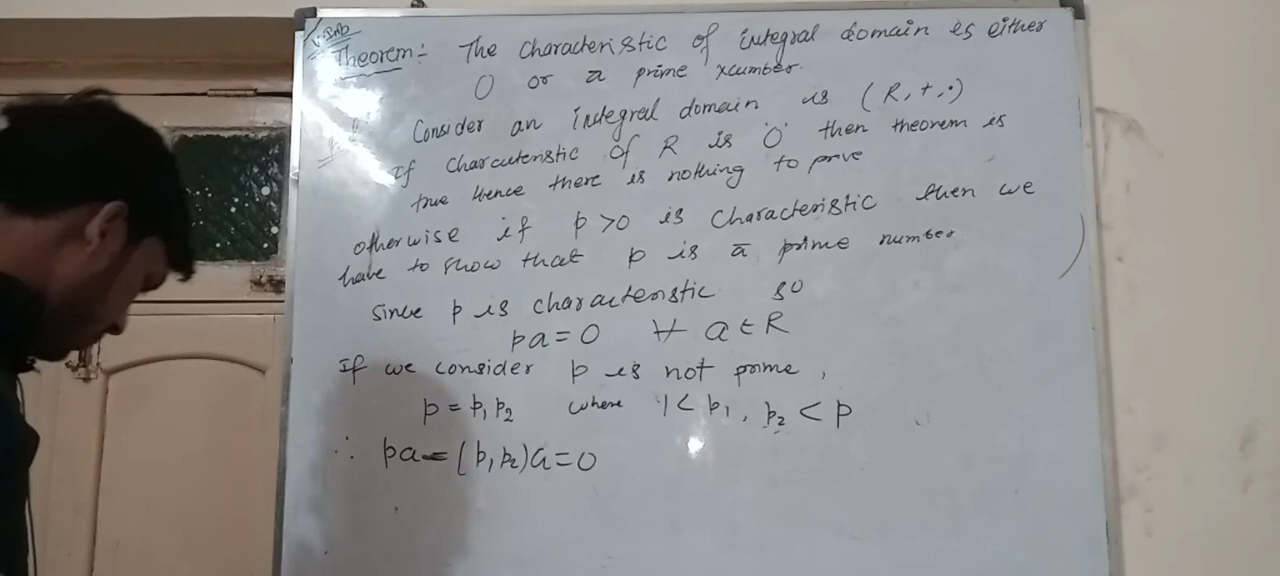 Theorem:- The characteristic of integral domain is either
0 or a prime number.
Consider an integral domain is (R, +, ·)
If characteristic of R is '0' then theorem is
true Hence there is nothing to prve
otherwise if p > 0 is characteristic then we
have to show that p is a prime number
since p is characteristic so
pa = 0 ∀ a ∈ R
If we consider p is not prime,
p = p₁p₂ where 1 < p₁, p₂ < p
∴ pa = (p₁p₂)a = 0